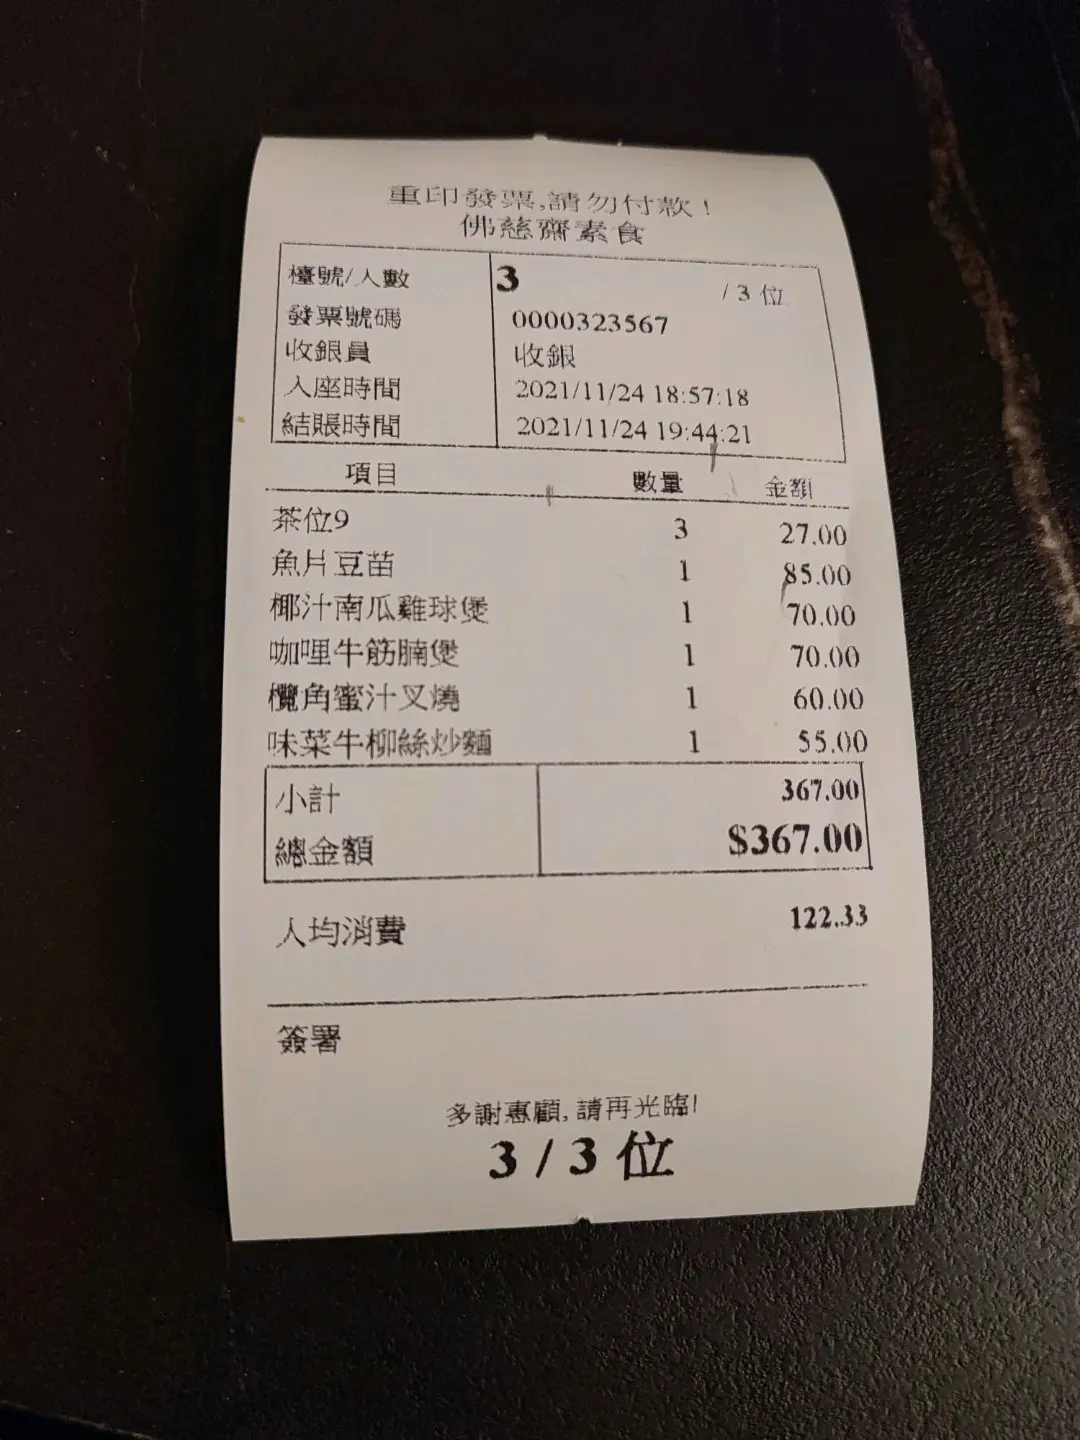 重印發票,請勿付款!
佛慈齋素食
檯號/人數 3 / 3 位
發票號碼 0000323567
收銀員 收銀
入座時間 2021/11/24 18:57:18
結賬時間 2021/11/24 19:44:21
項目 數量 金額
茶位9 3 27.00
魚片豆苗 1 85.00
椰汁南瓜雞球煲 1 70.00
咖哩牛筋腩煲 1 70.00
欖角蜜汁叉燒 1 60.00
味菜牛柳絲炒麵 1 55.00
小計 367.00
總金額 $367.00
人均消費 122.33
簽署
多謝惠顧,請再光臨!
3 / 3 位